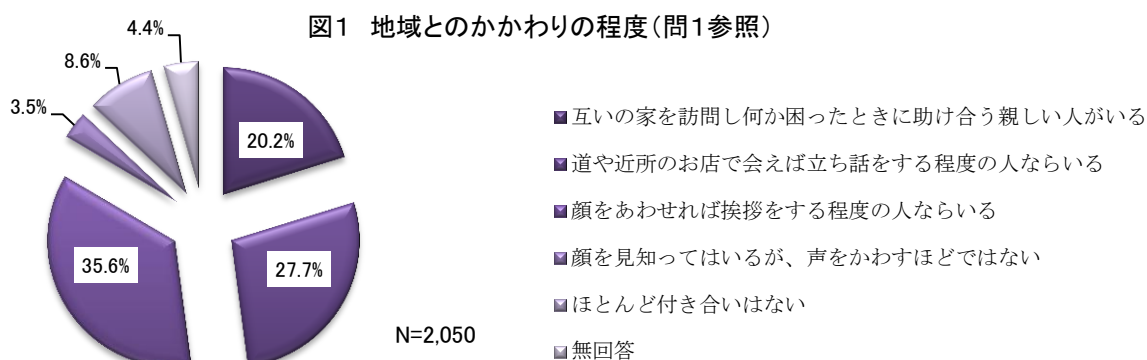 図1 地域とのかかわりの程度(問1参照)
4.4%
8.6%
3.5%
20.2%
35.6%
27.7%
N=2,050
互いの家を訪問し何か困ったときに助け合う親しい人がいる
道や近所のお店で会えば立ち話をする程度の人ならいる
顔をあわせれば挨拶をする程度の人ならいる
顔を見知ってはいるが、声をかわすほどではない
ほとんど付き合いはない
無回答